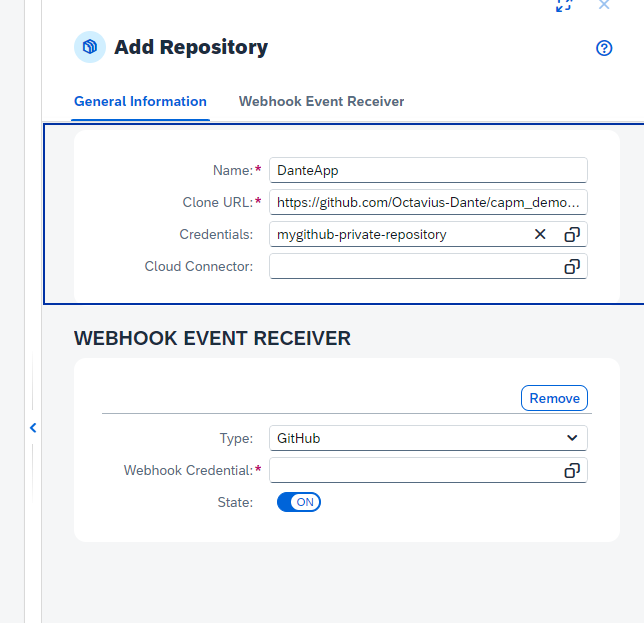 Add Repository
General Information Webhook Event Receiver
Name:* DanteApp
Clone URL:* https://github.com/Octavius-Dante/capm_demo...
Credentials: mygithub-private-repository
Cloud Connector:
WEBHOOK EVENT RECEIVER
Remove
Type: GitHub
Webhook Credential:*
State: ON